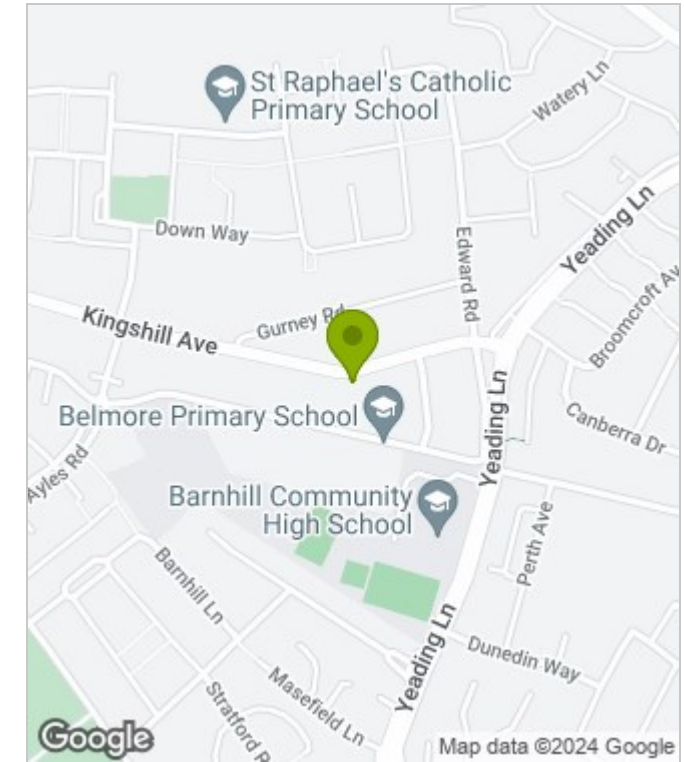 St Raphael's Catholic
Primary School
Watery Ln
Yeading Ln
Down Way
Edward Rd
Gurney Rd
Kingshill Ave
Broomcroft Av
Belmore Primary School
Yeading Ln
Canberra Dr
Ayles Rd
Barnhill Community
High School
Perth Ave
Barnhill Ln
Dunedin Way
Yeading Ln
Masefield Ln
Stratford R
Google
Map data ©2024 Google